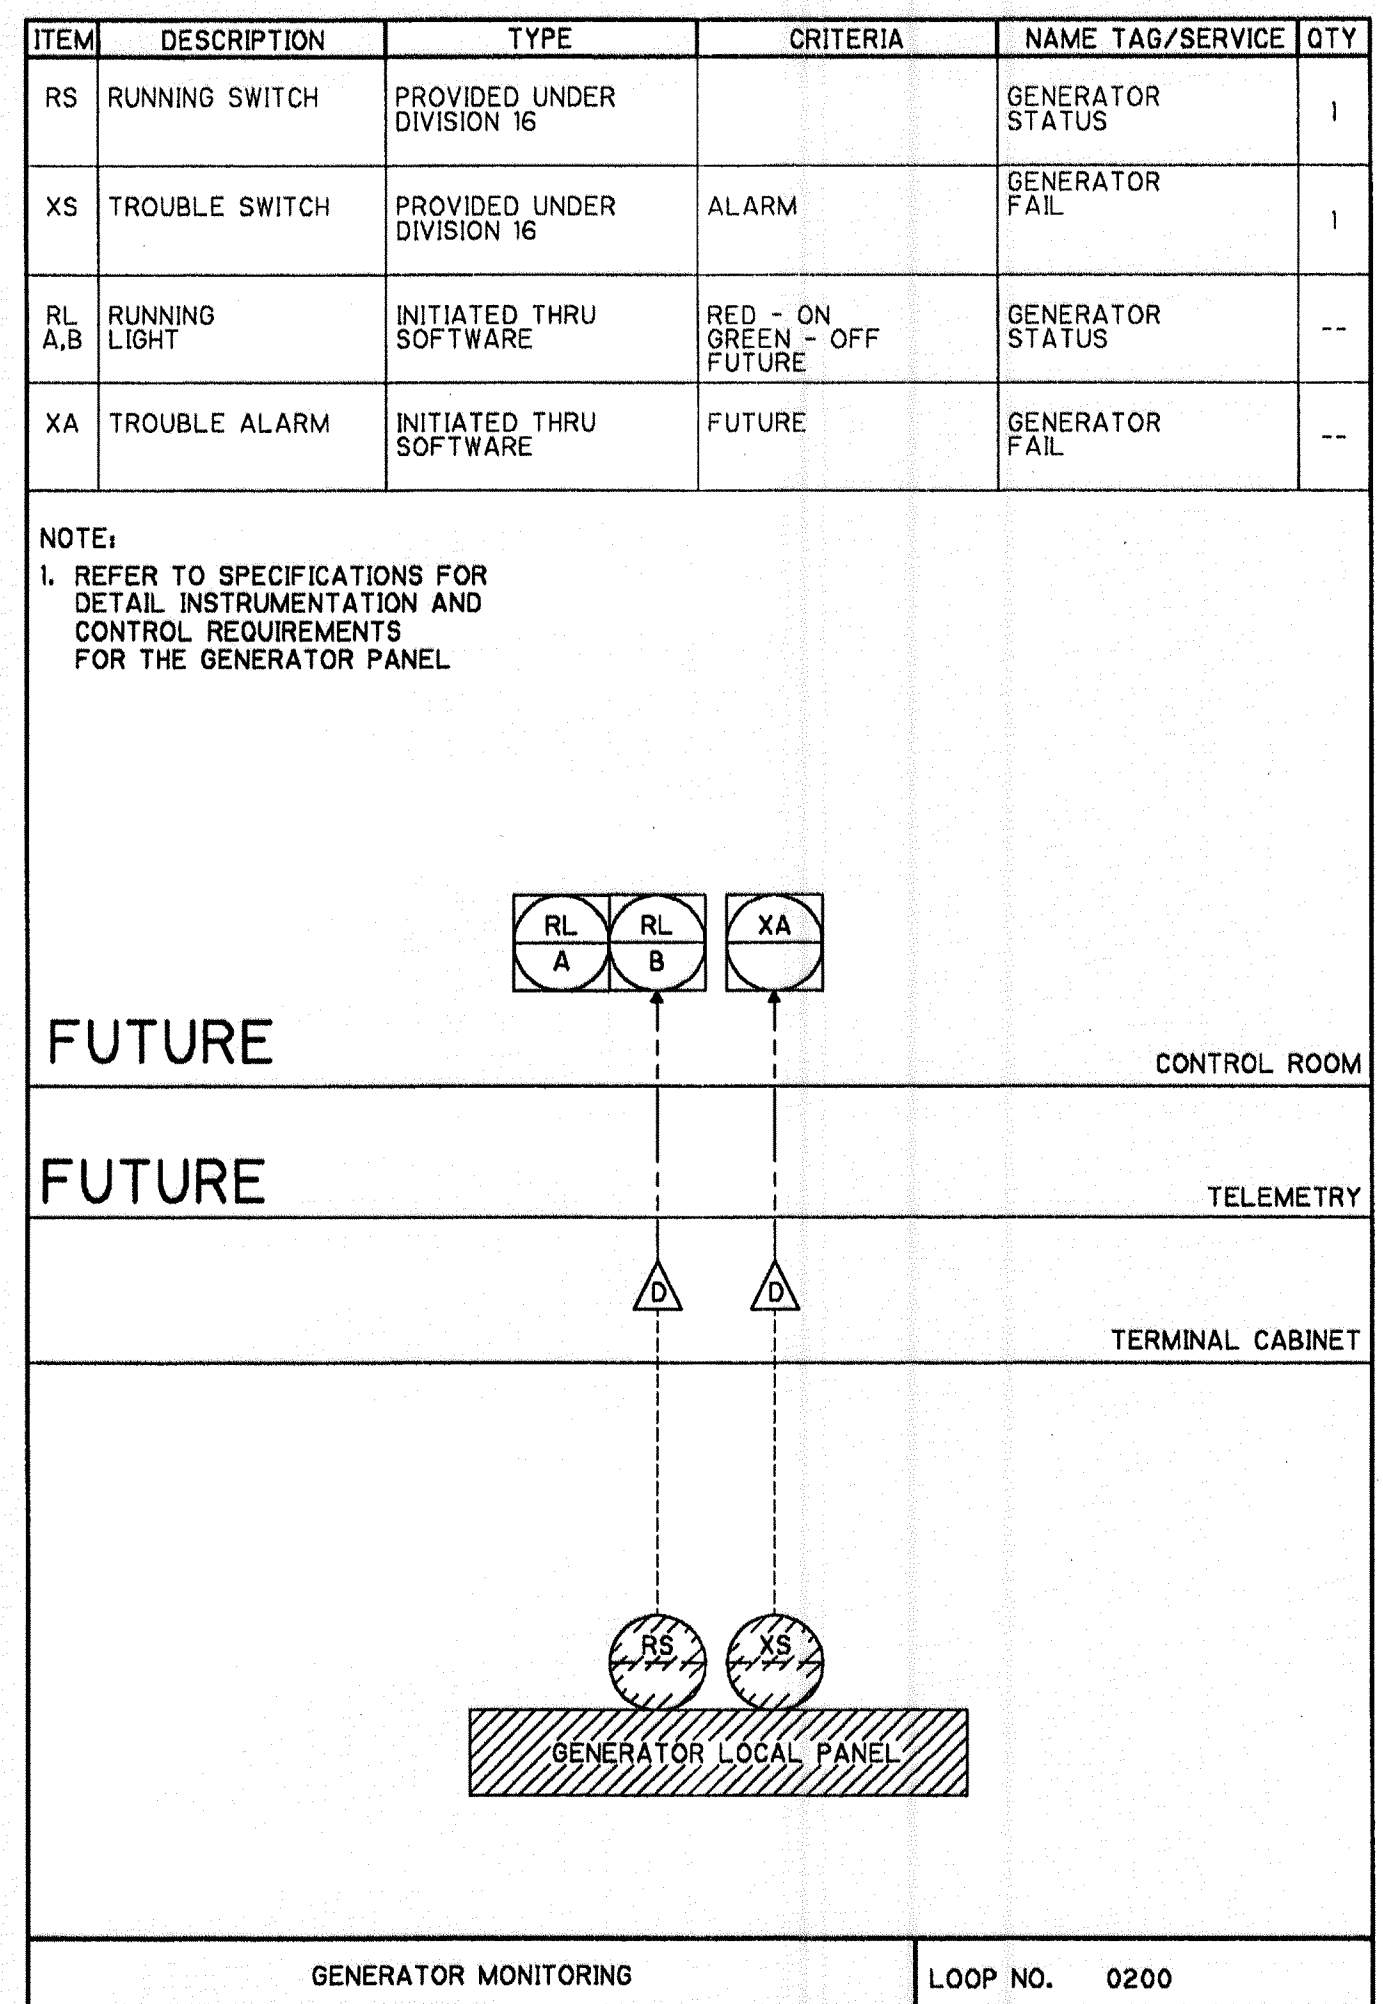 ITEM DESCRIPTION TYPE CRITERIA NAME TAG/SERVICE QTY
RS RUNNING SWITCH PROVIDED UNDER GENERATOR 1
DIVISION 16 STATUS
XS TROUBLE SWITCH PROVIDED UNDER ALARM GENERATOR 1
DIVISION 16 FAIL
RL RUNNING INITIATED THRU RED - ON GENERATOR --
A,B LIGHT SOFTWARE GREEN - OFF STATUS
FUTURE
XA TROUBLE ALARM INITIATED THRU FUTURE GENERATOR --
SOFTWARE FAIL
NOTE:
1. REFER TO SPECIFICATIONS FOR
DETAIL INSTRUMENTATION AND
CONTROL REQUIREMENTS
FOR THE GENERATOR PANEL
RL RL XA
A B
FUTURE
CONTROL ROOM
FUTURE
TELEMETRY
D D
TERMINAL CABINET
RS XS
GENERATOR LOCAL PANEL
GENERATOR MONITORING LOOP NO. 0200